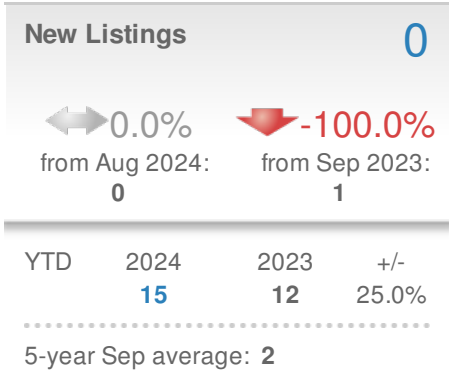 New Listings 0
0.0% -100.0%
from Aug 2024: from Sep 2023:
0 1
YTD 2024 2023 +/-
15 12 25.0%
5-year Sep average: 2